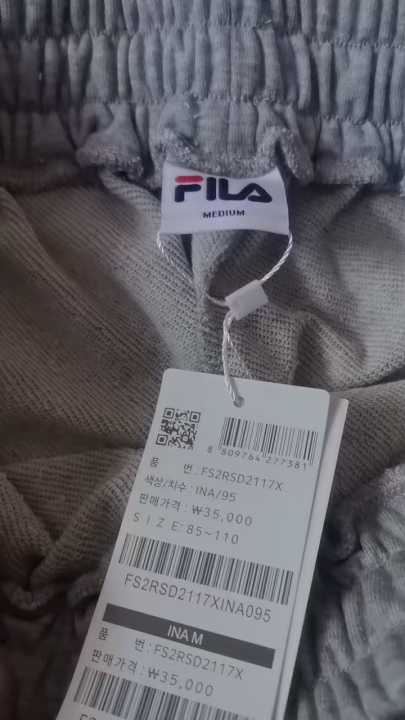 FILA
MEDIUM
8 809764 277381
품 번 : FS2RSD2117X
색상/치수 : INA/95
판매가격 : ₩35,000
S I Z E: 85~110
FS2RSD2117XINA095
INA M
품 번 : FS2RSD2117X
판매가격 : ₩35,000